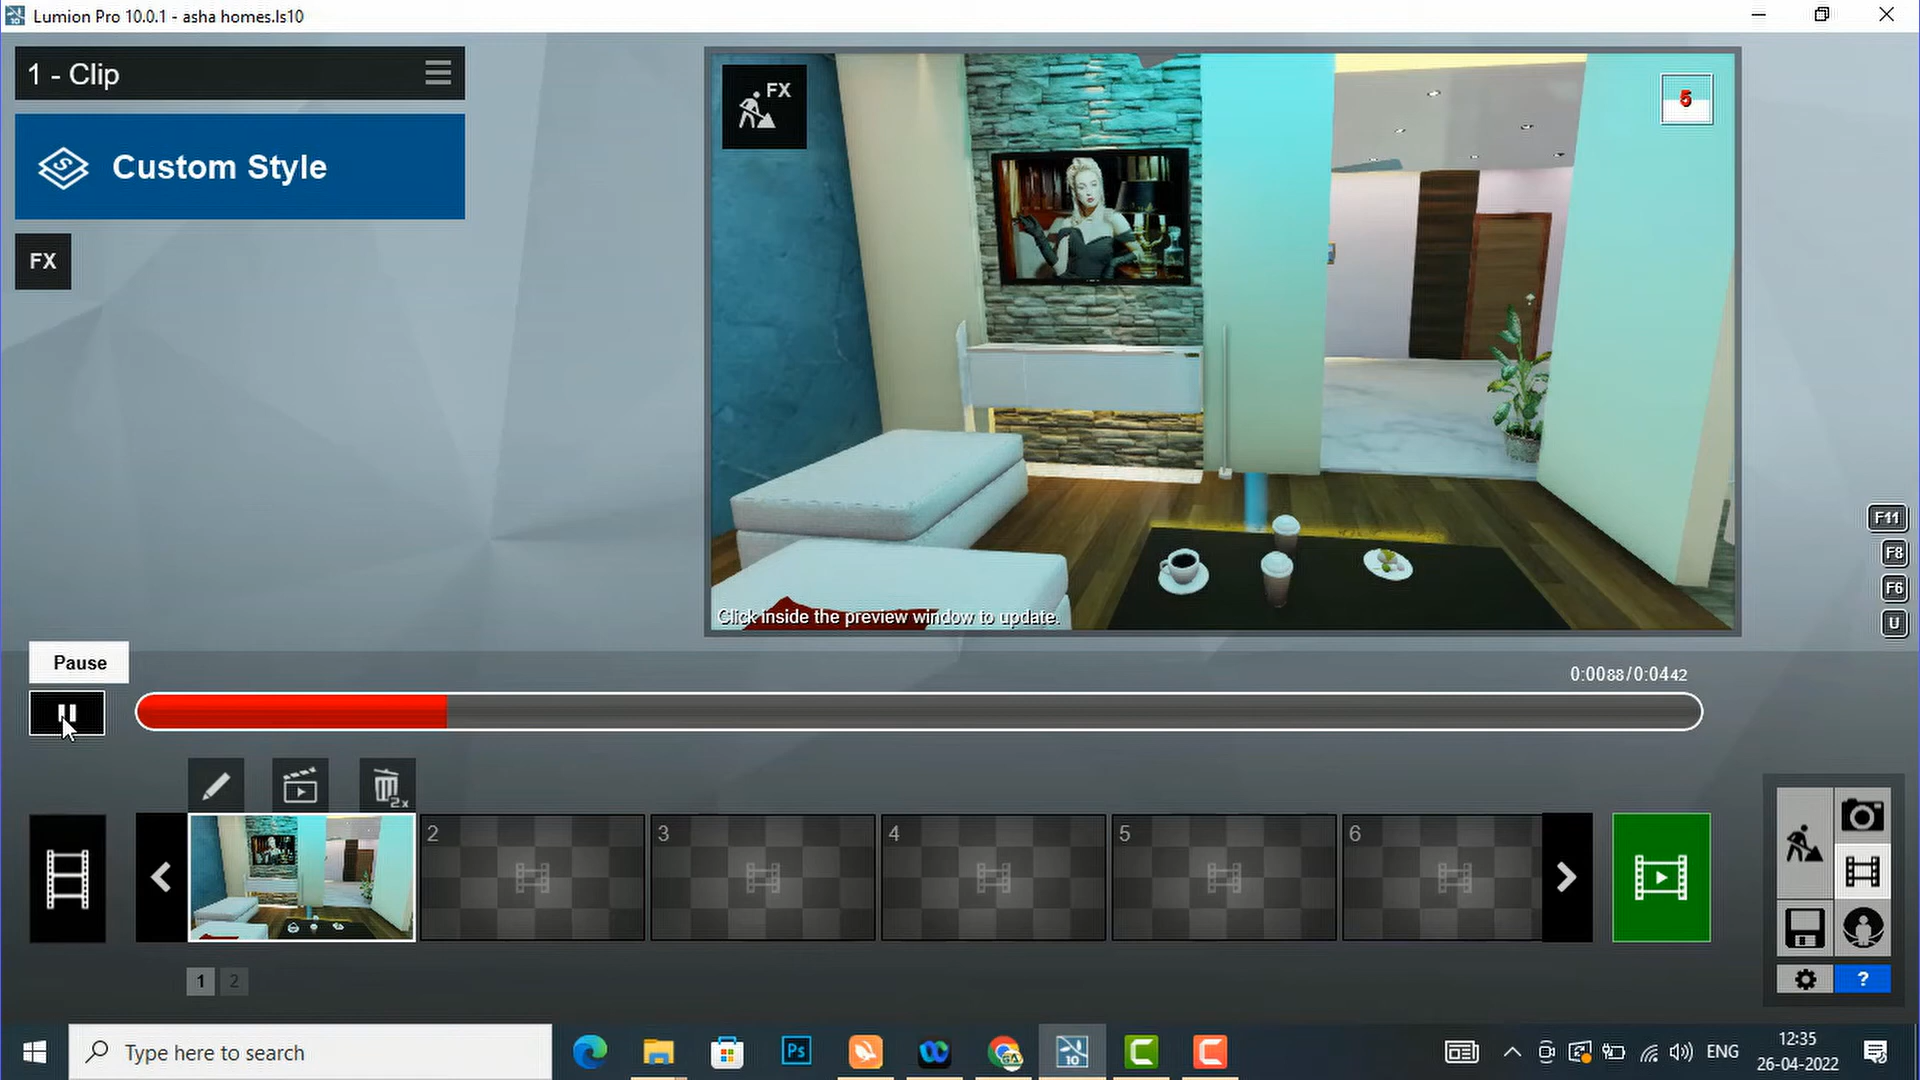 Lumion Pro 10.0.1 - asha homes.ls10
1 - Clip
Custom Style
FX
FX
5
Click inside the preview window to update.
F11
F8
F6
U
Pause
0:0088/0:0442
2x
2
3
4
5
6
1
2
?
Type here to search
Ps
10
ENG
12:35
26-04-2022